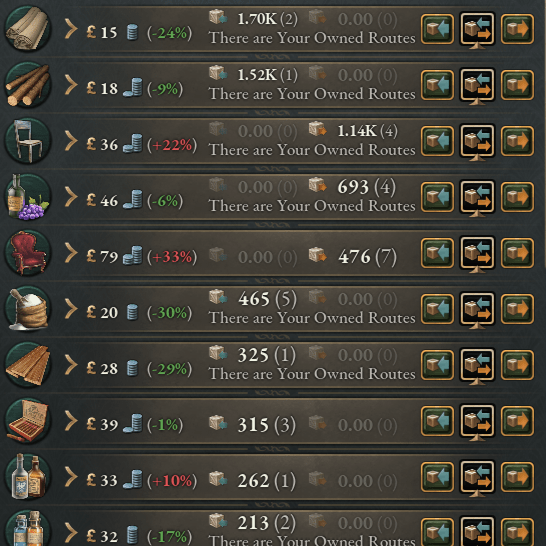 1.70K (2) 0.00 (0)
£ 15 (-24%)
There are Your Owned Routes
1.52K (1) 0.00 (0)
£ 18 (-9%)
There are Your Owned Routes
0.00 (0) 1.14K (4)
£ 36 (+22%)
There are Your Owned Routes
0.00 (0) 693 (4)
£ 46 (-6%)
There are Your Owned Routes
£ 79 (+33%) 0.00 (0) 476 (7)
465 (5) 0.00 (0)
£ 20 (-30%)
There are Your Owned Routes
325 (1) 0.00 (0)
£ 28 (-29%)
There are Your Owned Routes
£ 39 (-1%) 315 (3) 0.00 (0)
£ 33 (+10%) 262 (1) 0.00 (0)
213 (2) 0.00 (0)
£ 32 (-17%)
There are Your Owned Routes